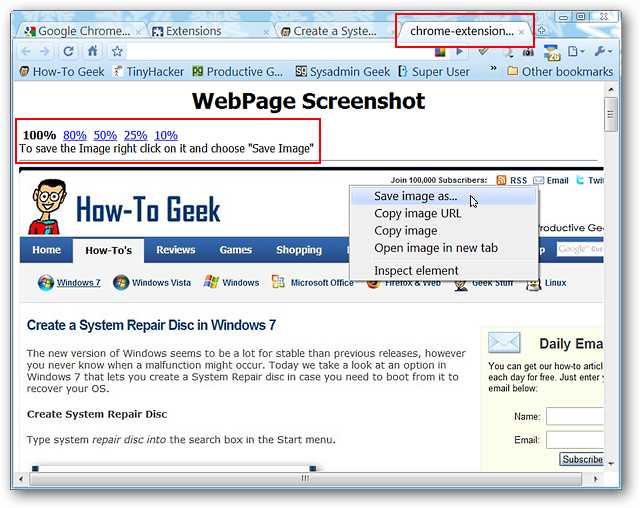 Google Chrome...
Extensions
Create a Syste...
chrome-extension...
How-To Geek
TinyHacker
Productive G...
Sysadmin Geek
Super User
»
Other bookmarks
WebPage Screenshot
100% 80% 50% 25% 10%
To save the Image right click on it and choose "Save Image"
Join 100,000 Subscribers: RSS Email
How-To Geek
Save image as...
Copy image URL
Copy image
Open image in new tab
Inspect element
Home How-To's Reviews Games Shopping
Windows 7 Windows Vista Windows Microsoft Office Firefox & Web Geek Stuff Linux
Create a System Repair Disc in Windows 7
The new version of Windows seems to be a lot for stable than previous releases, however
you never know when a malfunction might occur. Today we take a look at an option in
Windows 7 that lets you create a System Repair disc in case you need to boot from it to
recover your OS.
Create System Repair Disc
Type system repair disc into the search box in the Start menu.
Daily Ema
You can get our how-to articl
each day for free. Just enter y
email below:
Name:
Email:
Subscribe